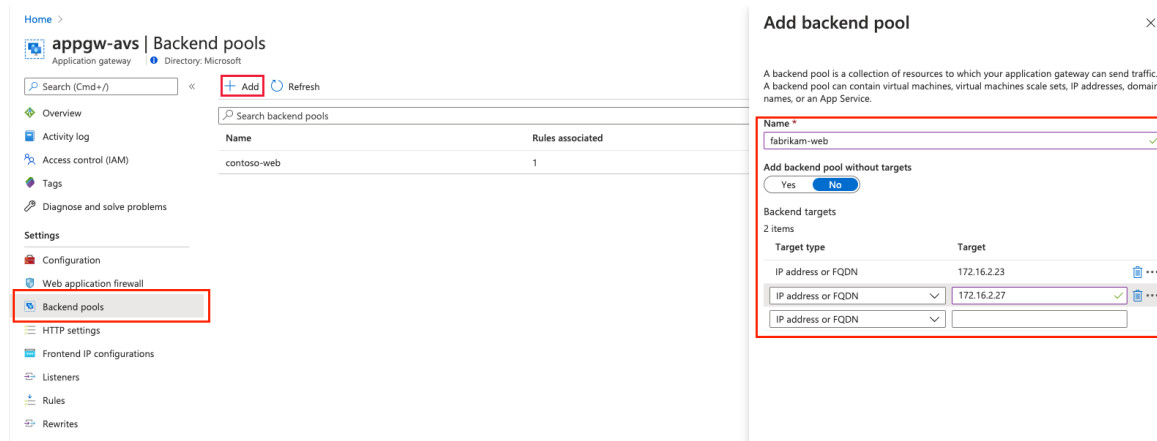 Home >
appgw-avs | Backend pools
Application gateway Directory: Microsoft
Search (Cmd+/) «
Overview
Activity log
Access control (IAM)
Tags
Diagnose and solve problems
Settings
Configuration
Web application firewall
Backend pools
HTTP settings
Frontend IP configurations
Listeners
Rules
Rewrites
+ Add Refresh
Search backend pools
Name Rules associated
contoso-web 1
Add backend pool
A backend pool is a collection of resources to which your application gateway can send traffic.
A backend pool can contain virtual machines, virtual machines scale sets, IP addresses, domain
names, or an App Service.
Name *
fabrikam-web
Add backend pool without targets
Yes No
Backend targets
2 items
Target type Target
IP address or FQDN 172.16.2.23
IP address or FQDN 172.16.2.27
IP address or FQDN